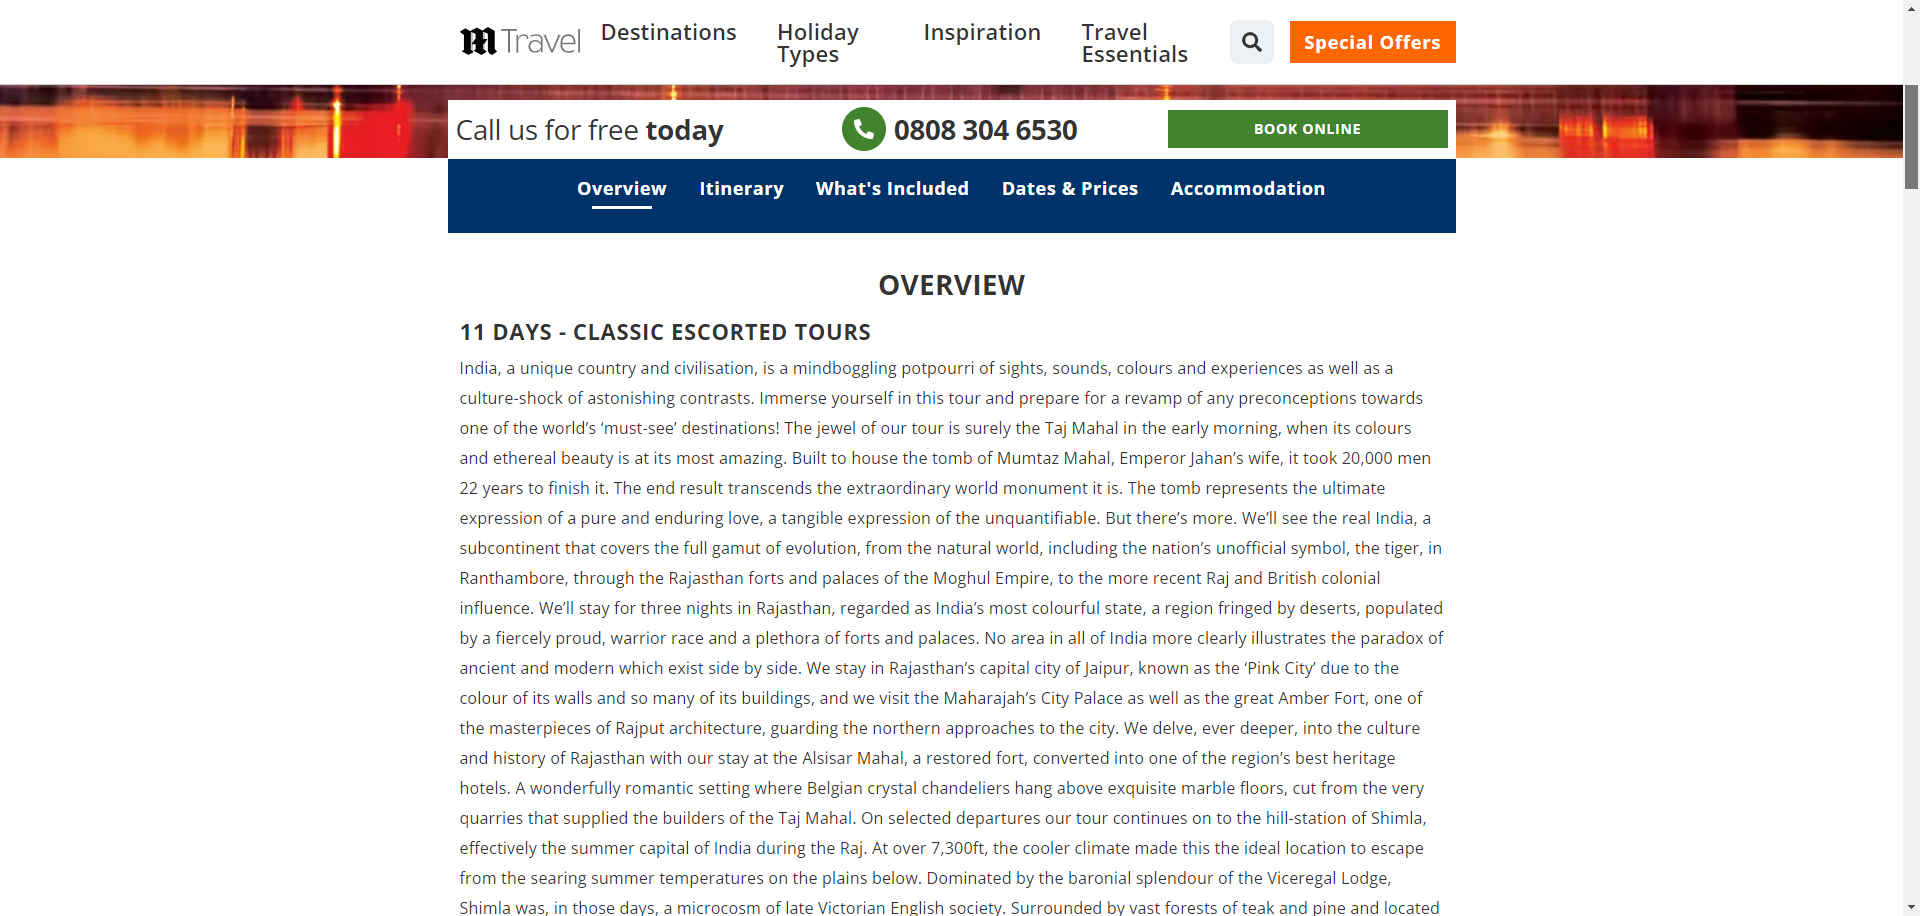 m Travel
Destinations
Holiday Types
Inspiration
Travel Essentials
Special Offers
Call us for free today
0808 304 6530
BOOK ONLINE
Overview
Itinerary
What's Included
Dates & Prices
Accommodation
OVERVIEW
11 DAYS - CLASSIC ESCORTED TOURS
India, a unique country and civilisation, is a mindboggling potpourri of sights, sounds, colours and experiences as well as a
culture-shock of astonishing contrasts. Immerse yourself in this tour and prepare for a revamp of any preconceptions towards
one of the world’s ‘must-see’ destinations! The jewel of our tour is surely the Taj Mahal in the early morning, when its colours
and ethereal beauty is at its most amazing. Built to house the tomb of Mumtaz Mahal, Emperor Jahan’s wife, it took 20,000 men
22 years to finish it. The end result transcends the extraordinary world monument it is. The tomb represents the ultimate
expression of a pure and enduring love, a tangible expression of the unquantifiable. But there’s more. We’ll see the real India, a
subcontinent that covers the full gamut of evolution, from the natural world, including the nation’s unofficial symbol, the tiger, in
Ranthambore, through the Rajasthan forts and palaces of the Moghul Empire, to the more recent Raj and British colonial
influence. We’ll stay for three nights in Rajasthan, regarded as India’s most colourful state, a region fringed by deserts, populated
by a fiercely proud, warrior race and a plethora of forts and palaces. No area in all of India more clearly illustrates the paradox of
ancient and modern which exist side by side. We stay in Rajasthan’s capital city of Jaipur, known as the ‘Pink City’ due to the
colour of its walls and so many of its buildings, and we visit the Maharajah’s City Palace as well as the great Amber Fort, one of
the masterpieces of Rajput architecture, guarding the northern approaches to the city. We delve, ever deeper, into the culture
and history of Rajasthan with our stay at the Alsisar Mahal, a restored fort, converted into one of the region’s best heritage
hotels. A wonderfully romantic setting where Belgian crystal chandeliers hang above exquisite marble floors, cut from the very
quarries that supplied the builders of the Taj Mahal. On selected departures our tour continues on to the hill-station of Shimla,
effectively the summer capital of India during the Raj. At over 7,300ft, the cooler climate made this the ideal location to escape
from the searing summer temperatures on the plains below. Dominated by the baronial splendour of the Viceregal Lodge,
Shimla was, in those days, a microcosm of late Victorian English society. Surrounded by vast forests of teak and pine and located